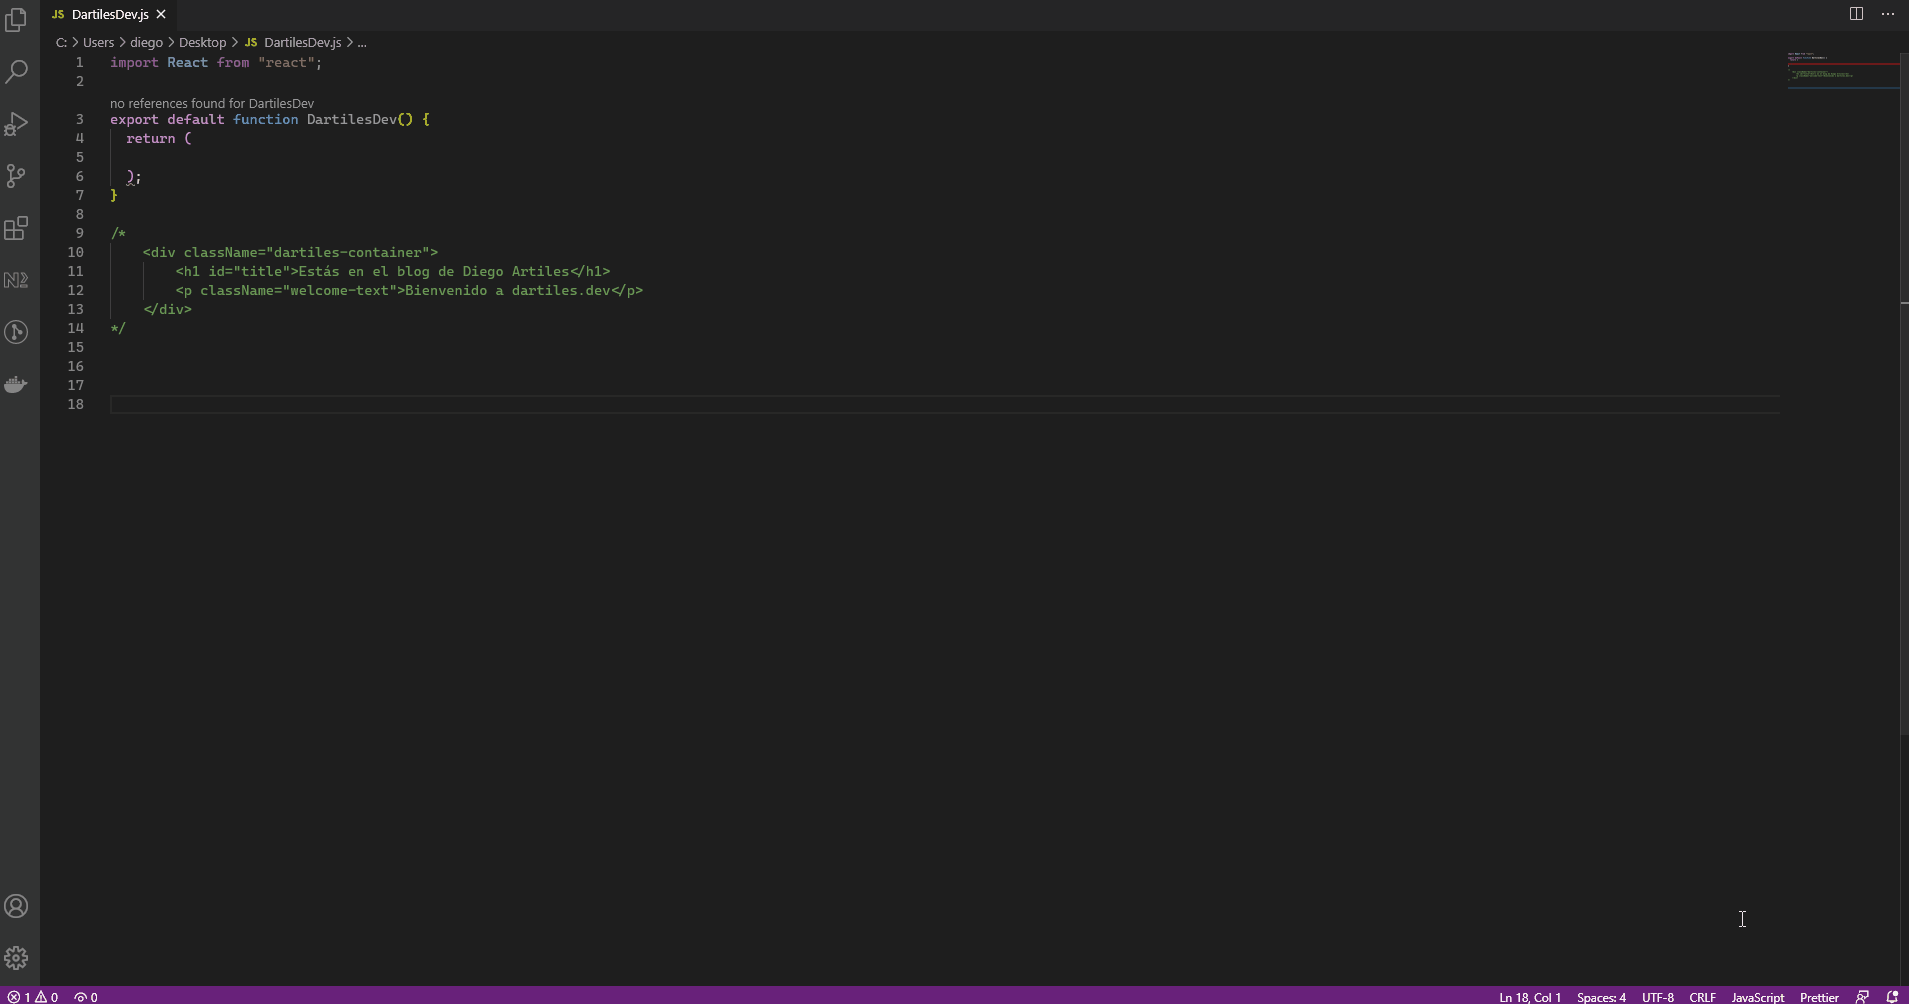 JS DartilesDev.js
C: > Users > diego > Desktop > JS DartilesDev.js > ...
1 import React from "react";
2
no references found for DartilesDev
3 export default function DartilesDev() {
4 return (
5
6 );
7 }
8
9 /*
10 <div className="dartiles-container">
11 <h1 id="title">Estás en el blog de Diego Artiles</h1>
12 <p className="welcome-text">Bienvenido a dartiles.dev</p>
13 </div>
14 */
15
16
17
18
1 0 0 Ln 18, Col 1 Spaces: 4 UTF-8 CRLF JavaScript Prettier